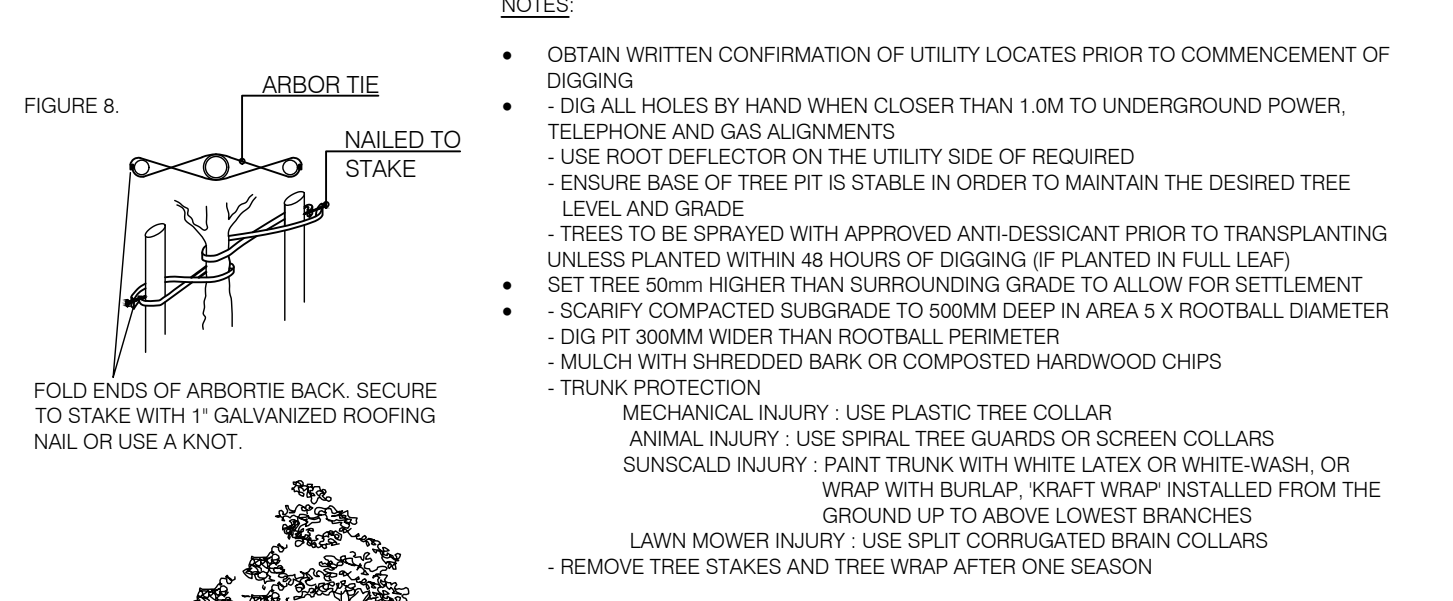 NOTES:
ARBOR TIE
FIGURE 8.
NAILED TO
STAKE
FOLD ENDS OF ARBORTIE BACK. SECURE
TO STAKE WITH 1" GALVANIZED ROOFING
NAIL OR USE A KNOT.
• OBTAIN WRITTEN CONFIRMATION OF UTILITY LOCATES PRIOR TO COMMENCEMENT OF
DIGGING
• - DIG ALL HOLES BY HAND WHEN CLOSER THAN 1.0M TO UNDERGROUND POWER,
TELEPHONE AND GAS ALIGNMENTS
- USE ROOT DEFLECTOR ON THE UTILITY SIDE OF REQUIRED
- ENSURE BASE OF TREE PIT IS STABLE IN ORDER TO MAINTAIN THE DESIRED TREE
LEVEL AND GRADE
- TREES TO BE SPRAYED WITH APPROVED ANTI-DESSICANT PRIOR TO TRANSPLANTING
UNLESS PLANTED WITHIN 48 HOURS OF DIGGING (IF PLANTED IN FULL LEAF)
• SET TREE 50mm HIGHER THAN SURROUNDING GRADE TO ALLOW FOR SETTLEMENT
• - SCARIFY COMPACTED SUBGRADE TO 500MM DEEP IN AREA 5 X ROOTBALL DIAMETER
- DIG PIT 300MM WIDER THAN ROOTBALL PERIMETER
- MULCH WITH SHREDDED BARK OR COMPOSTED HARDWOOD CHIPS
- TRUNK PROTECTION
MECHANICAL INJURY : USE PLASTIC TREE COLLAR
ANIMAL INJURY : USE SPIRAL TREE GUARDS OR SCREEN COLLARS
SUNSCALD INJURY : PAINT TRUNK WITH WHITE LATEX OR WHITE-WASH, OR
WRAP WITH BURLAP, 'KRAFT WRAP' INSTALLED FROM THE
GROUND UP TO ABOVE LOWEST BRANCHES
LAWN MOWER INJURY : USE SPLIT CORRUGATED BRAIN COLLARS
- REMOVE TREE STAKES AND TREE WRAP AFTER ONE SEASON